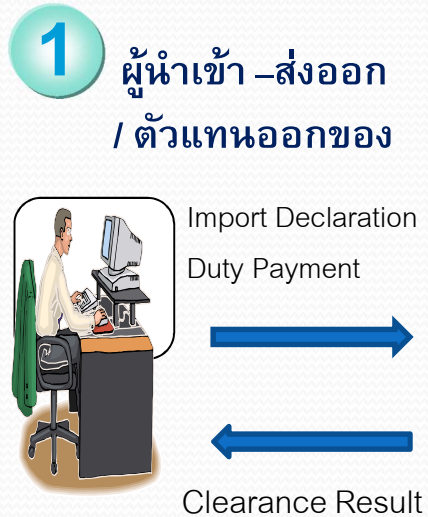 1
ผู้นำเข้า –ส่งออก
/ ตัวแทนออกของ
Import Declaration
Duty Payment
Clearance Result